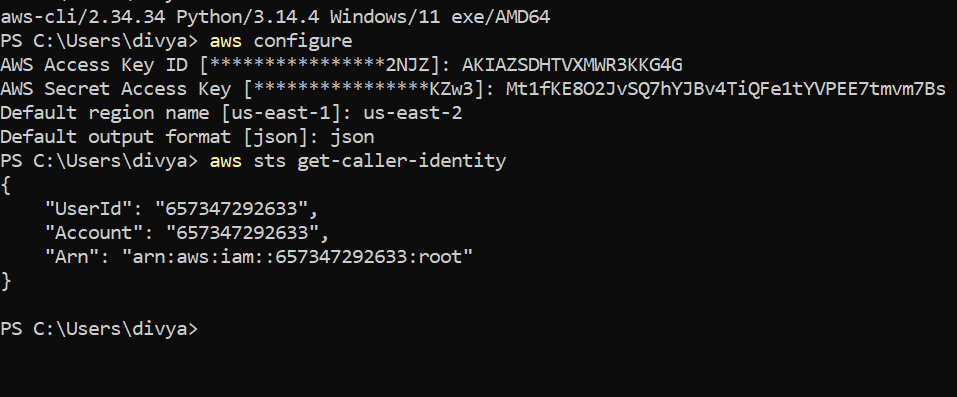 aws-cli/2.34.34 Python/3.14.4 Windows/11 exe/AMD64
PS C:\Users\divya> aws configure
AWS Access Key ID [****************2NJZ]: AKIAZSDHTVXMWR3KKG4G
AWS Secret Access Key [****************KZw3]: 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
Default region name [us-east-1]: us-east-2
Default output format [json]: json
PS C:\Users\divya> aws sts get-caller-identity
{
    "UserId": "657347292633",
    "Account": "657347292633",
    "Arn": "arn:aws:iam::657347292633:root"
}
PS C:\Users\divya>